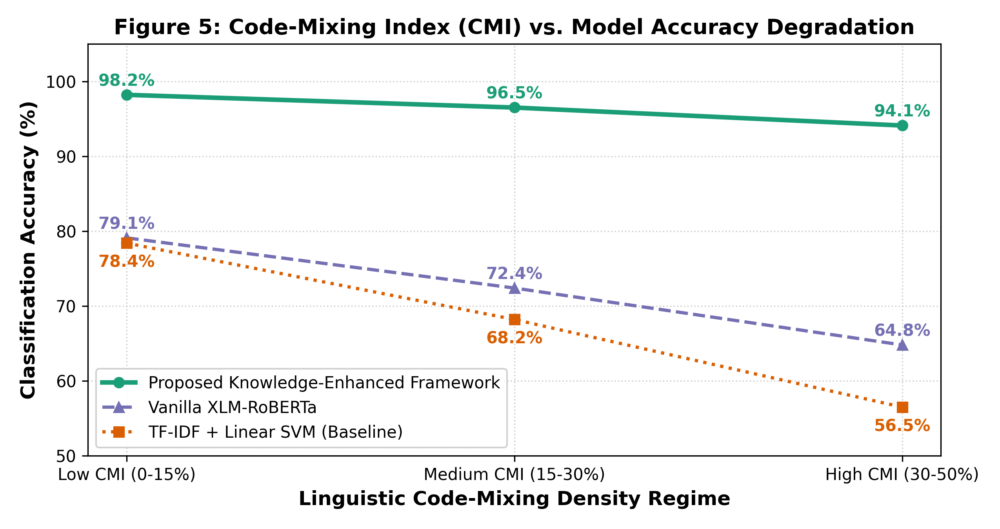 Figure 5: Code-Mixing Index (CMI) vs. Model Accuracy Degradation
Classification Accuracy (%)
100
90
80
70
60
50
98.2%
96.5%
94.1%
79.1%
72.4%
64.8%
78.4%
68.2%
56.5%
Proposed Knowledge-Enhanced Framework
Vanilla XLM-RoBERTa
TF-IDF + Linear SVM (Baseline)
Low CMI (0-15%)
Medium CMI (15-30%)
High CMI (30-50%)
Linguistic Code-Mixing Density Regime